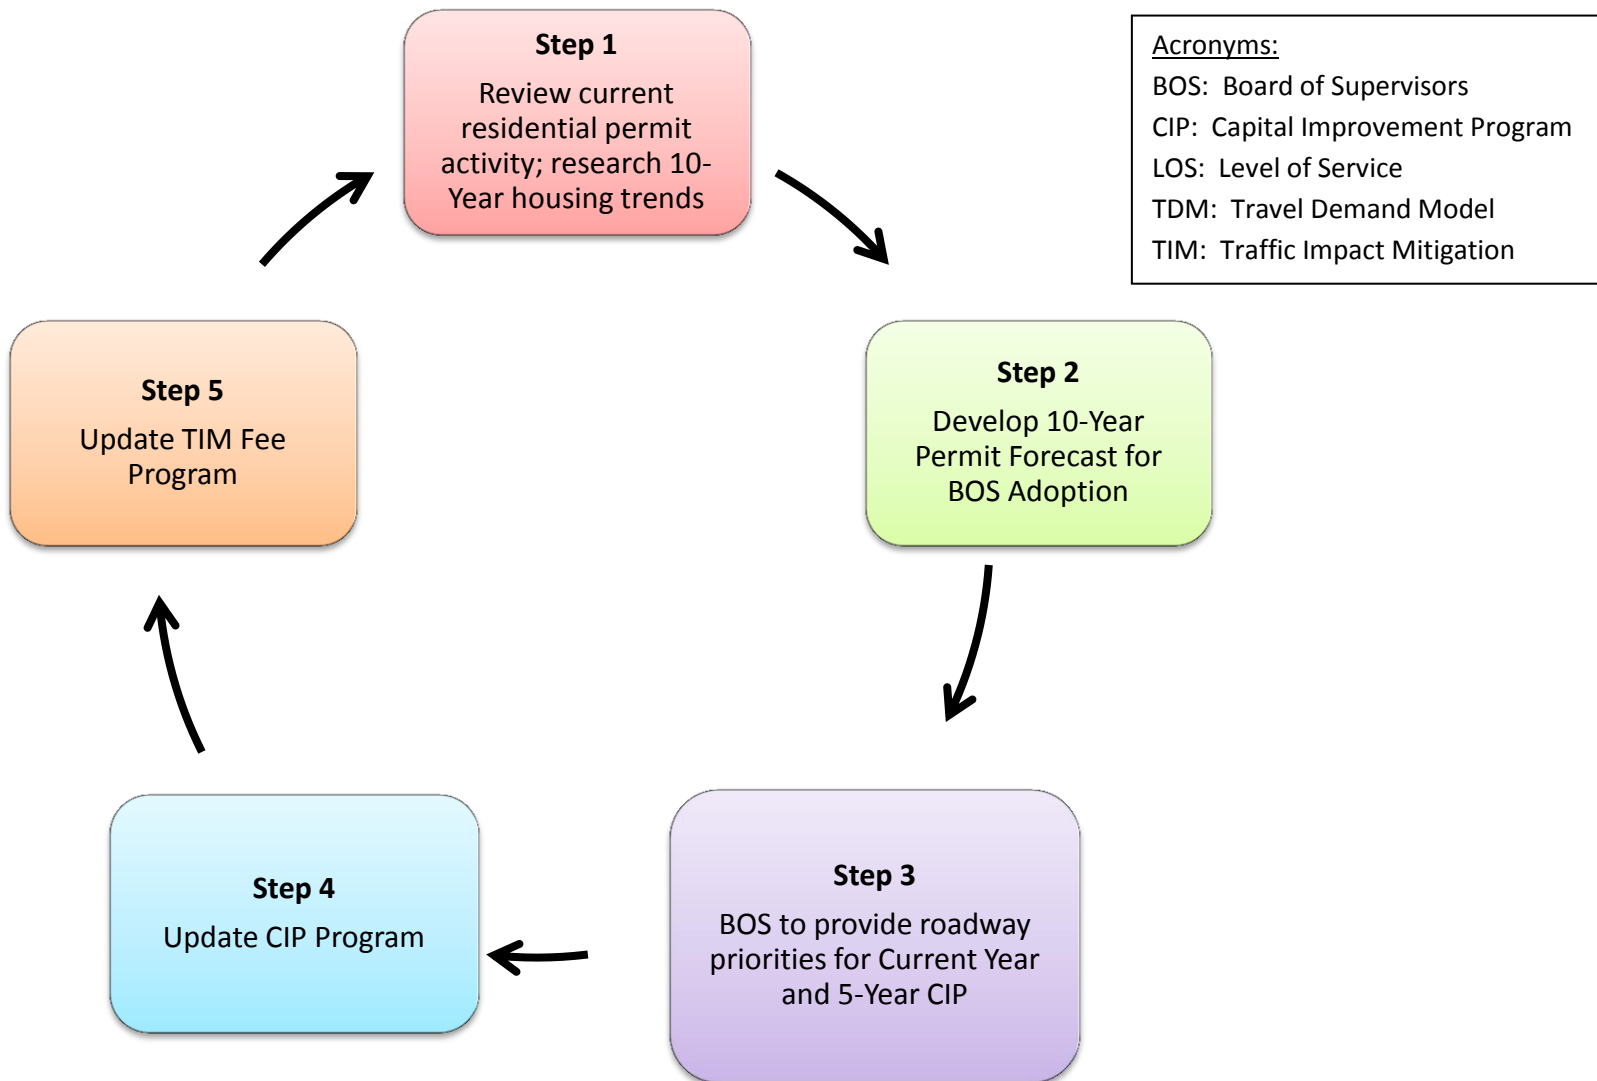 Step 1
Review current
residential permit
activity; research 10-
Year housing trends
Acronyms:
BOS:  Board of Supervisors
CIP:  Capital Improvement Program
LOS:  Level of Service
TDM:  Travel Demand Model
TIM:  Traffic Impact Mitigation
Step 2
Develop 10-Year
Permit Forecast for
BOS Adoption
Step 3
BOS to provide roadway
priorities for Current Year
and 5-Year CIP
Step 4
Update CIP Program
Step 5
Update TIM Fee
Program